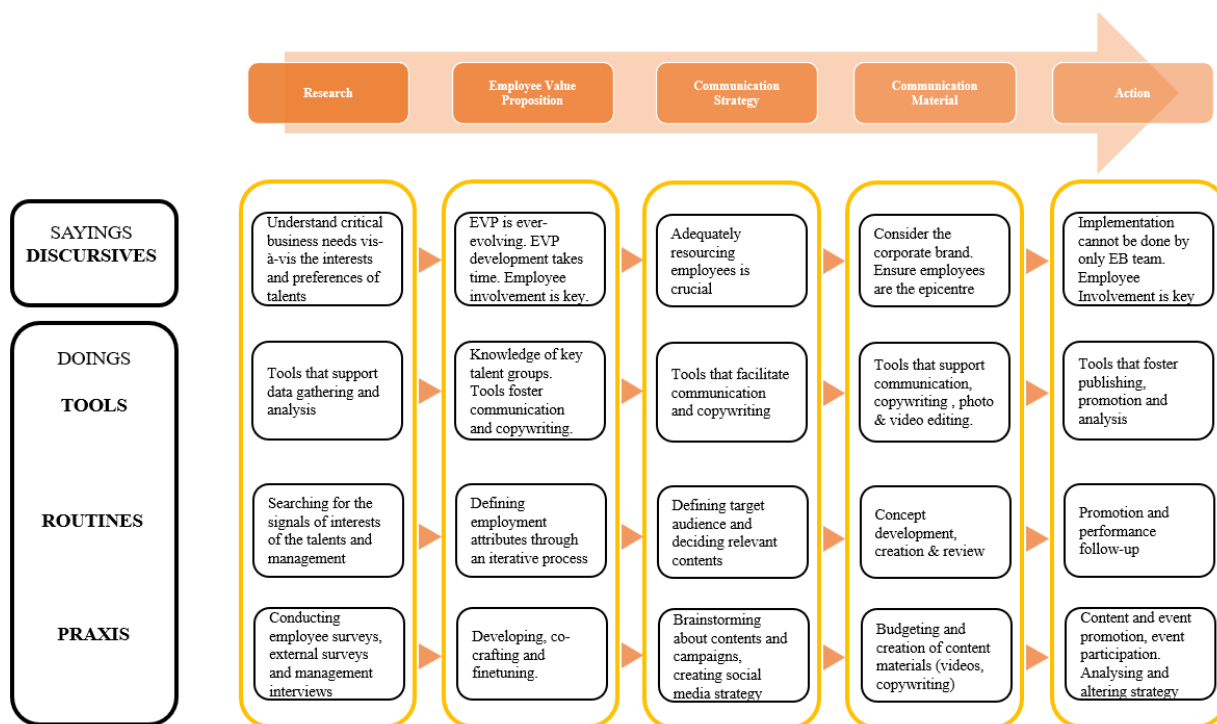 Research
Employee Value
Proposition
Communication
Strategy
Communication
Material
Action
SAYINGS
DISCURSIVES
Understand critical
business needs vis-
à-vis the interests
and preferences of
talents
EVP is ever-
evolving. EVP
development takes
time. Employee
involvement is key.
Adequately
resourcing
employees is
crucial
Consider the
corporate brand.
Ensure employees
are the epicentre
Implementation
cannot be done by
only EB team.
Employee
Involvement is key
DOINGS
TOOLS
Tools that support
data gathering and
analysis
Knowledge of key
talent groups.
Tools foster
communication
and copywriting.
Tools that facilitate
communication
and copywriting
Tools that support
communication,
copywriting , photo
& video editing.
Tools that foster
publishing,
promotion and
analysis
ROUTINES
Searching for the
signals of interests
of the talents and
management
Defining
employment
attributes through
an iterative process
Defining target
audience and
deciding relevant
contents
Concept
development,
creation & review
Promotion and
performance
follow-up
PRAXIS
Conducting
employee surveys,
external surveys
and management
interviews
Developing, co-
crafting and
finetuning.
Brainstorming
about contents and
campaigns,
creating social
media strategy
Budgeting and
creation of content
materials (videos,
copywriting)
Content and event
promotion, event
participation.
Analysing and
altering strategy